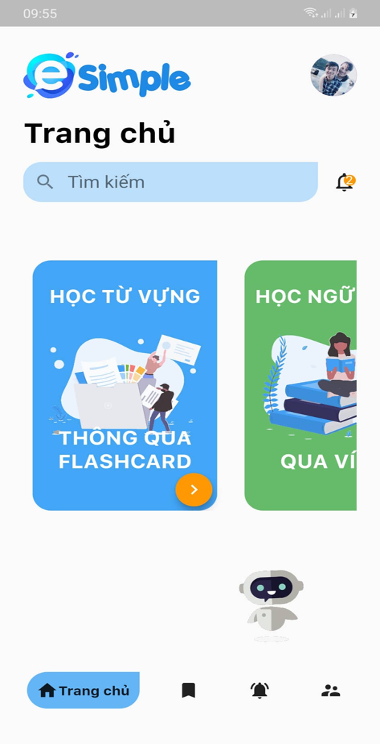 09:55
eSimple
Trang chủ
Tìm kiếm
2
HỌC TỪ VỰNG
THÔNG QUA
FLASHCARD
HỌC NGỮ
QUA VÍ
Trang chủ